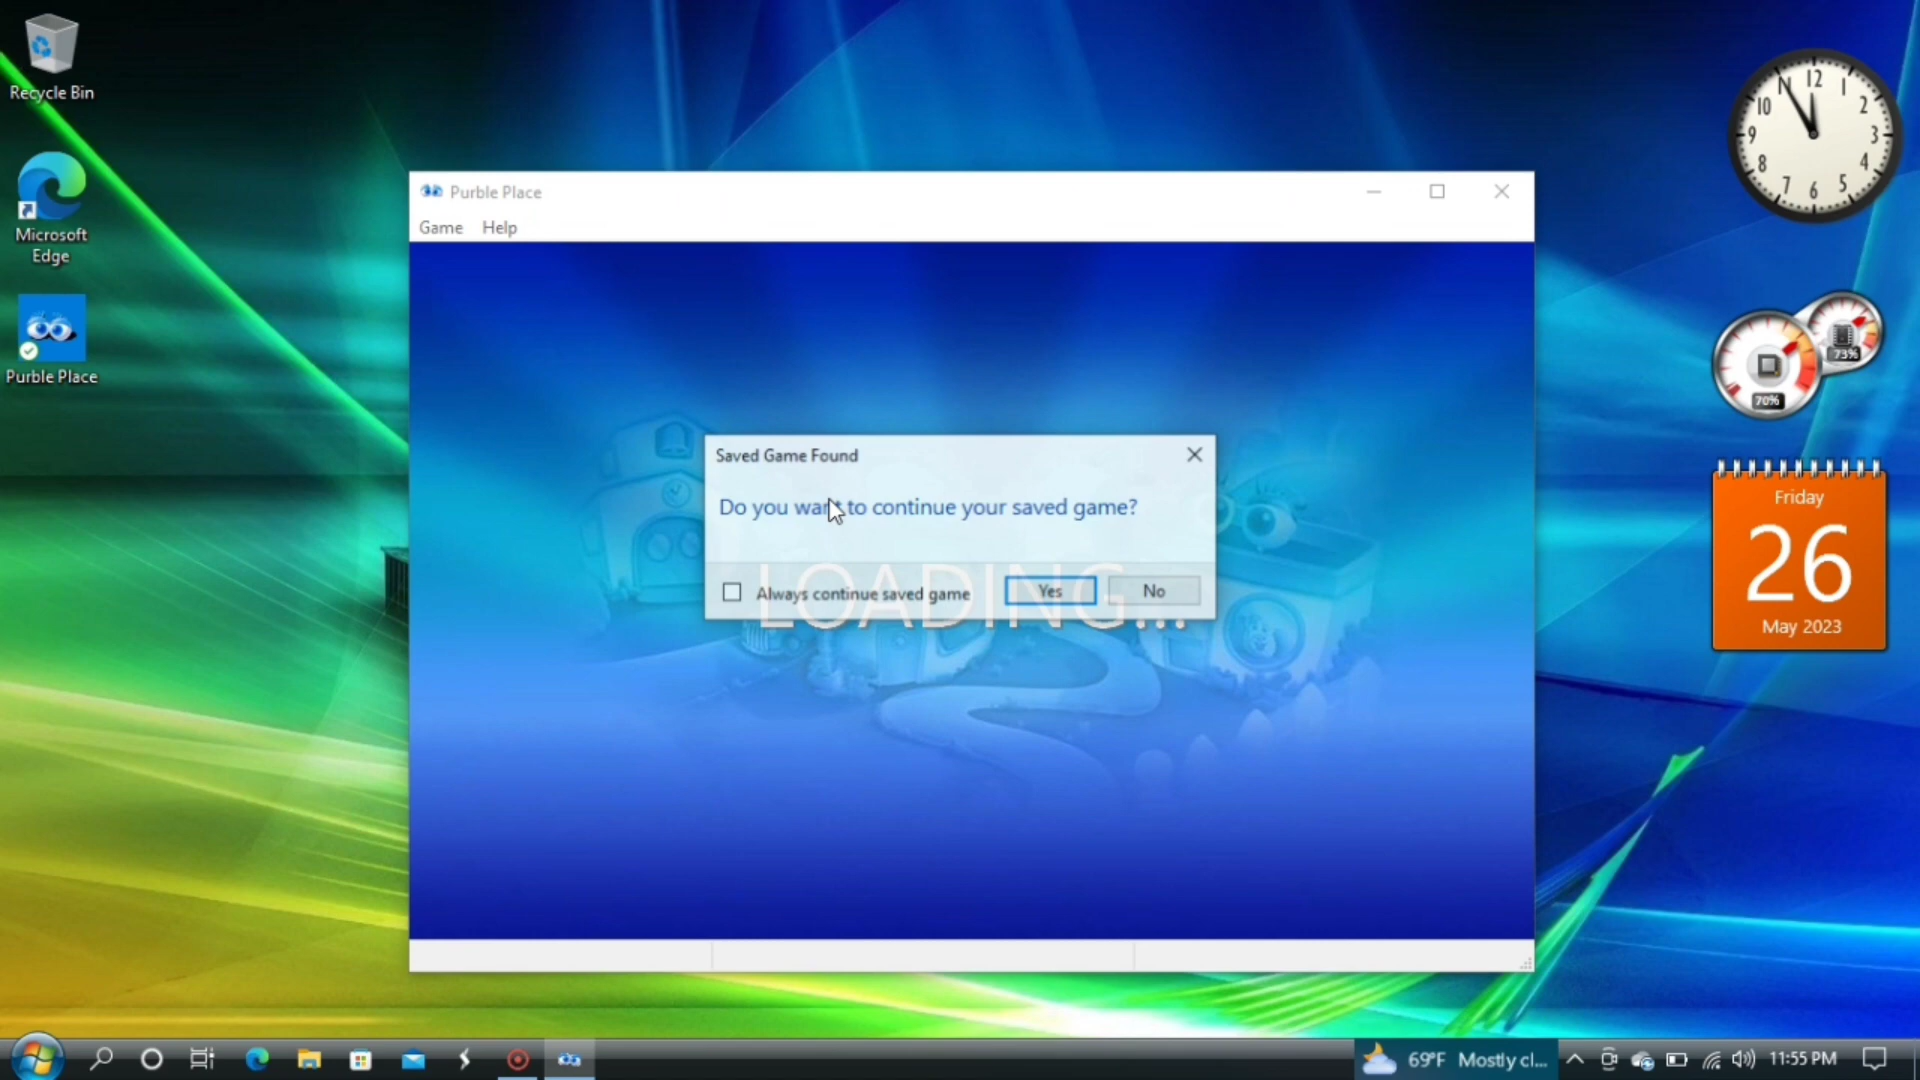 Recycle Bin
Microsoft
Edge
Purble Place
Purble Place
Game Help
Saved Game Found
Do you want to continue your saved game?
LOADING...
Always continue saved game
Yes
No
12
1
2
3
4
5
6
7
8
9
10
11
73%
70%
Friday
26
May 2023
69°F Mostly cl...
11:55 PM